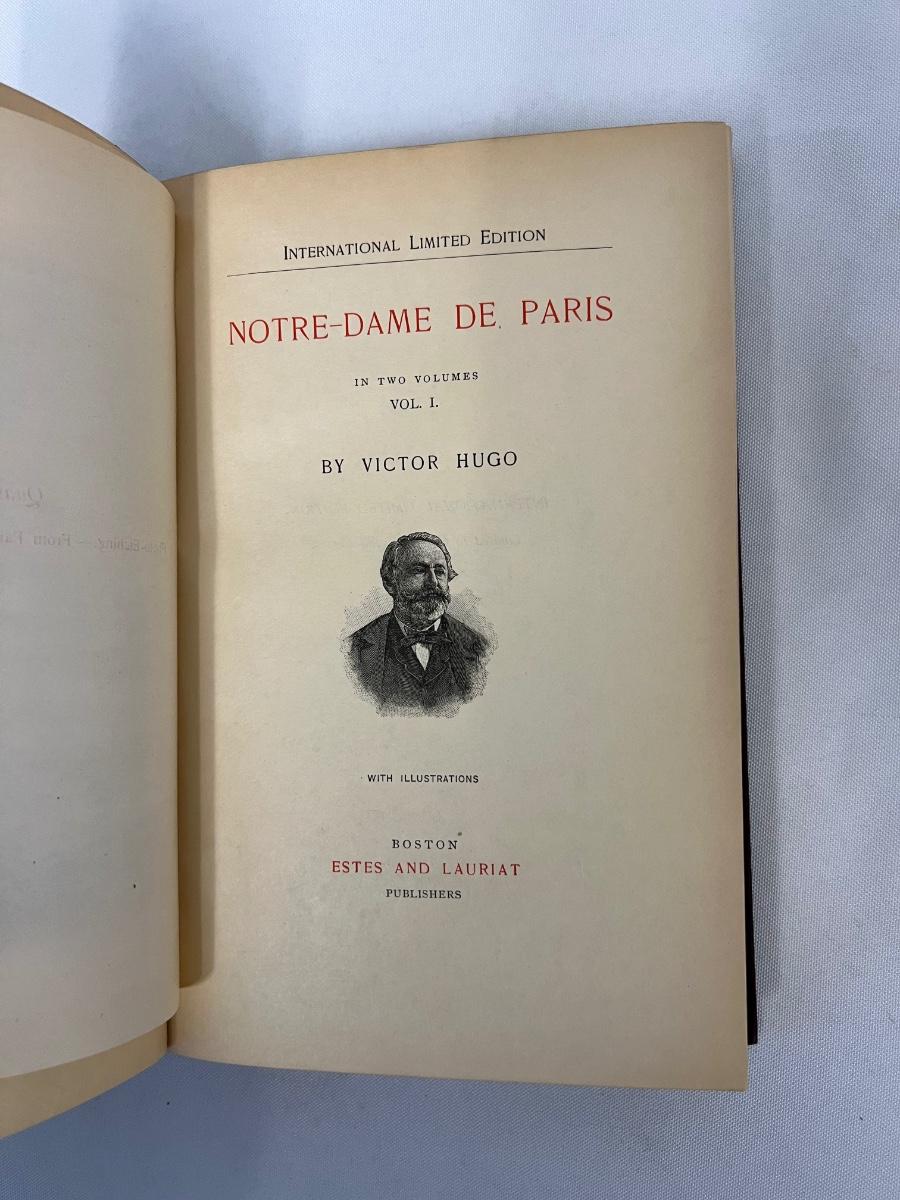 INTERNATIONAL LIMITED EDITION
NOTRE-DAME DE PARIS
IN TWO VOLUMES
VOL. I.
BY VICTOR HUGO
WITH ILLUSTRATIONS
BOSTON
ESTES AND LAURIAT
PUBLISHERS